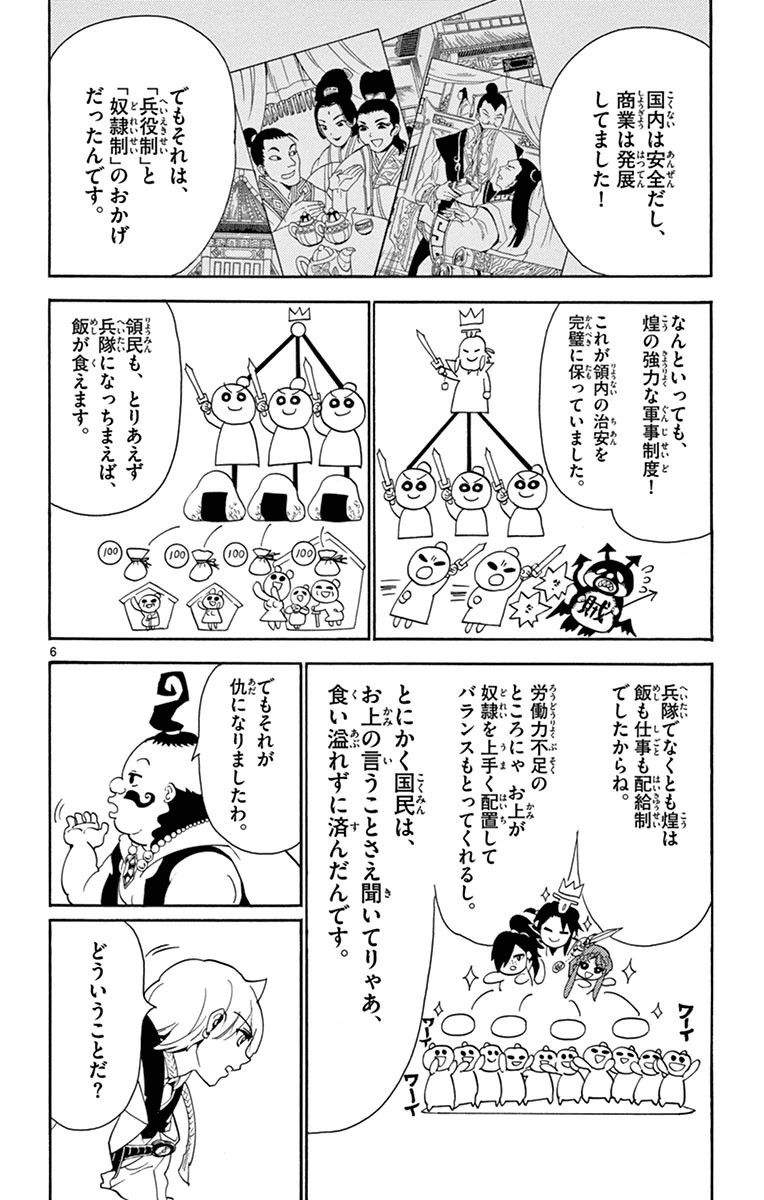 国内は安全だし、
商業は発展
してました！
でもそれは、
「兵役制」と
「奴隷制」のおかげ
だったんです。
なんといっても、
煌の強力な軍事制度！
これが領内の治安を
完璧に保っていました。
賊
領民も、とりあえず
兵隊になっちまえば、
飯が食えます。
100
100
100
100
6
兵隊でなくとも煌は
飯も仕事も配給制
でしたからね。
労働力不足の
ところにゃ お上が
奴隷を上手く配置して
バランスもとってくれるし。
とにかく国民は、
お上の言うことさえ聞いてりゃあ、
食い溢れずに済んだんです。
ワーイ
ワーイ
ワーイ
でもそれが
仇になりましたわ。
どういうことだ？